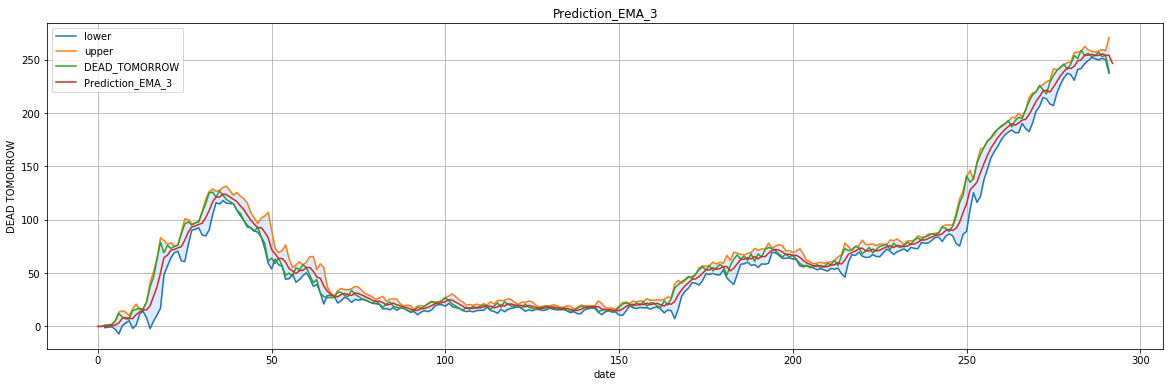 Prediction_EMA_3
lower
upper
DEAD_TOMORROW
Prediction_EMA_3
DEAD TOMORROW
250
200
150
100
50
0
0 50 100 150 200 250 300
date